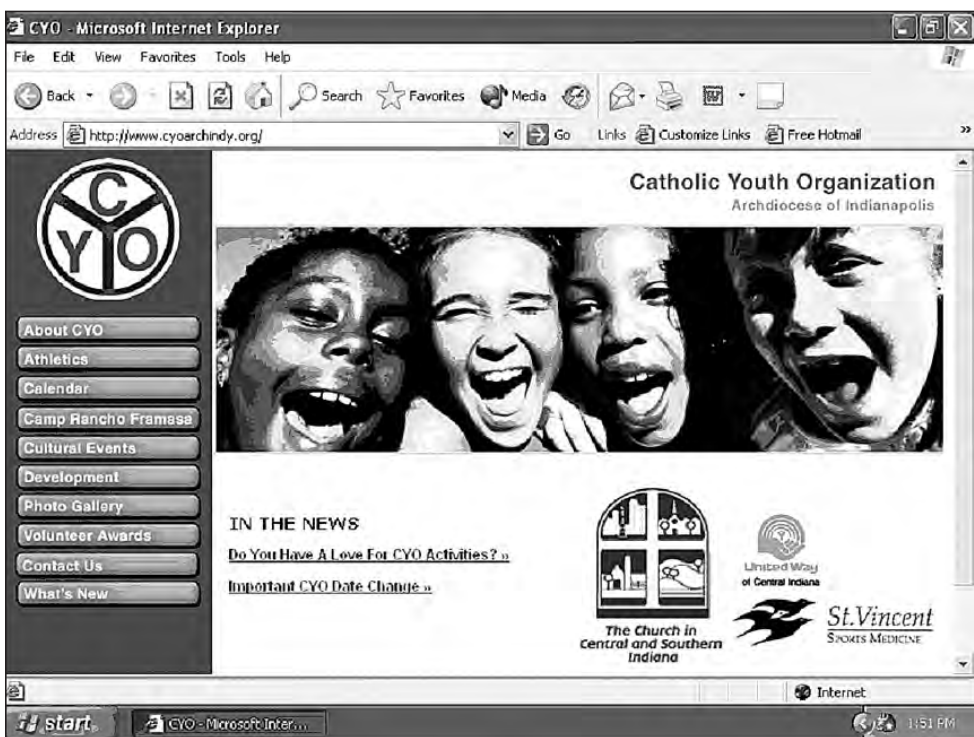 CYO - Microsoft Internet Explorer
File Edit View Favorites Tools Help
Back Search Favorites Media
Address http://www.cyoarchindy.org/ Go Links Customize Links Free Hotmail »
CYO
Catholic Youth Organization
Archdiocese of Indianapolis
About CYO
Athletics
Calendar
Camp Rancho Framasa
Cultural Events
Development
Photo Gallery
Volunteer Awards
Contact Us
What's New
IN THE NEWS
Do You Have A Love For CYO Activities? »
Important CYO Date Change »
The Church in
Central and Southern
Indiana
United Way
of Central Indiana
St.Vincent
SPORTS MEDICINE
Internet
start CYO - Microsoft Inter... 1:51 PM